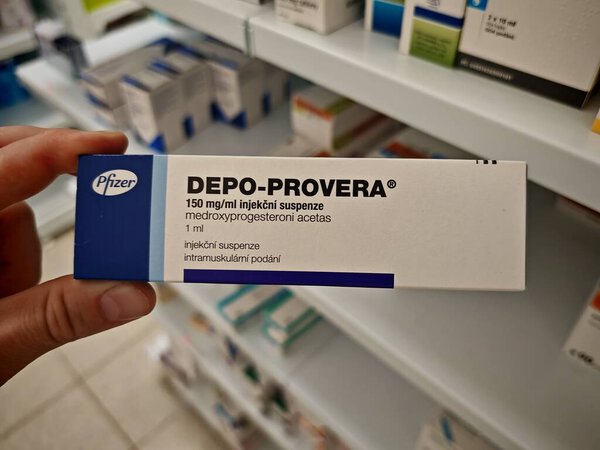 Pfizer
DEPO-PROVERA®
150 mg/ml injekční suspenze
medroxyprogesteroni acetas
1 ml
injekční suspenze
intramuskulární podání